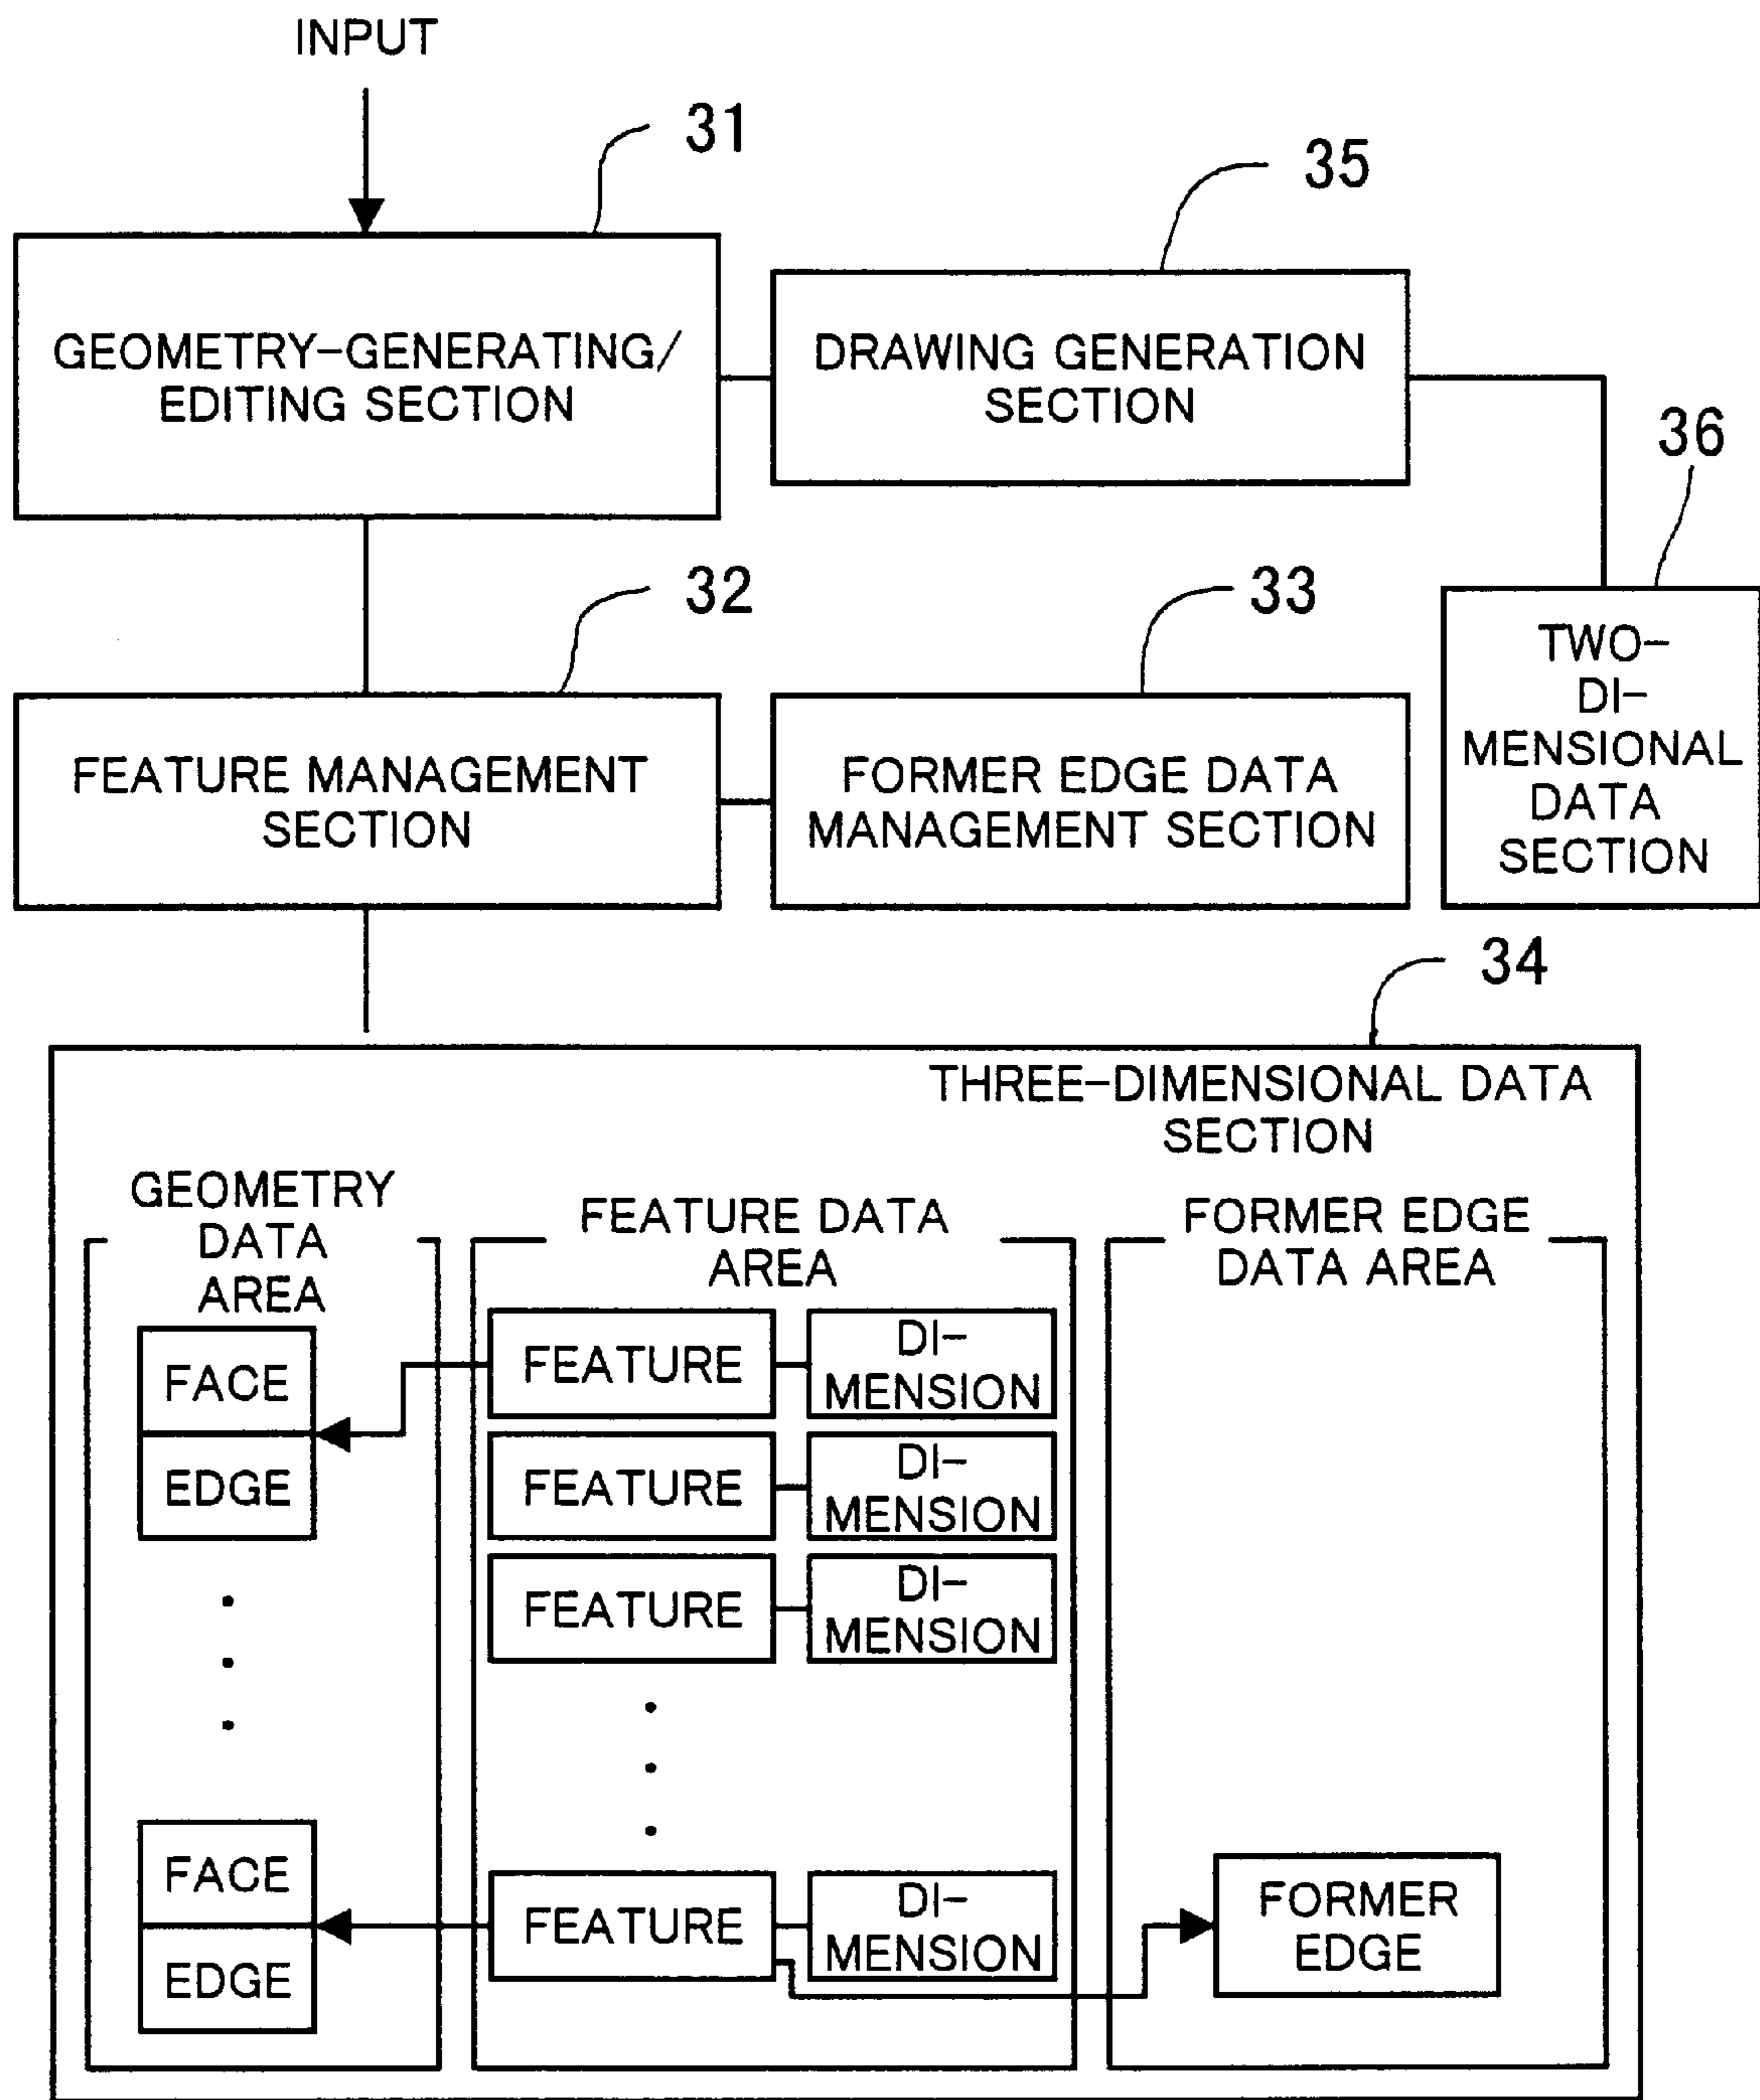 INPUT
31
35
GEOMETRY-GENERATING/
EDITING SECTION
DRAWING GENERATION
SECTION
36
32
33
TWO-
DI-
MENSIONAL
DATA
SECTION
FEATURE MANAGEMENT
SECTION
FORMER EDGE DATA
MANAGEMENT SECTION
34
THREE-DIMENSIONAL DATA
SECTION
GEOMETRY
DATA
AREA
FEATURE DATA
AREA
FORMER EDGE
DATA AREA
FACE
EDGE
FEATURE
DI-
MENSION
FEATURE
DI-
MENSION
FEATURE
DI-
MENSION
FACE
EDGE
FEATURE
DI-
MENSION
FORMER
EDGE